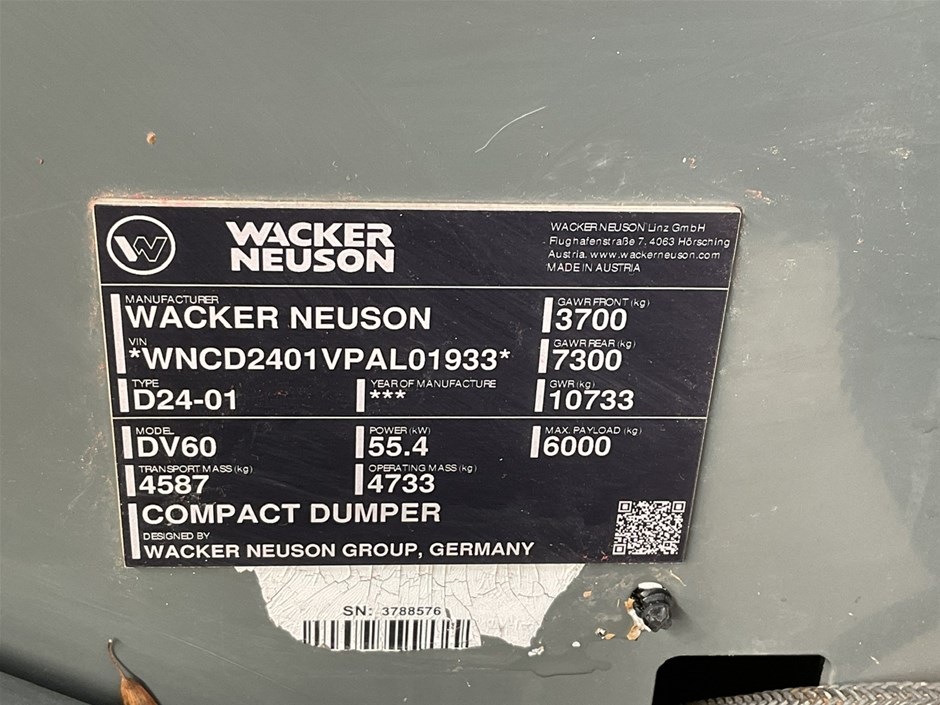 W
WACKER
NEUSON
WACKER NEUSON Linz GmbH
Flughafenstraße 7, 4063 Hörsching
Austria. www.wackerneuson.com
MADE IN AUSTRIA
MANUFACTURER
WACKER NEUSON
GAWR FRONT (kg)
3700
VIN
*WNCD2401VPAL01933*
GAWR REAR (kg)
7300
TYPE
D24-01
YEAR OF MANUFACTURE
***
GWR (kg)
10733
MODEL
DV60
POWER (kW)
55.4
MAX. PAYLOAD (kg)
6000
TRANSPORT MASS (kg)
4587
OPERATING MASS (kg)
4733
COMPACT DUMPER
DESIGNED BY
WACKER NEUSON GROUP, GERMANY
SN: 3788576